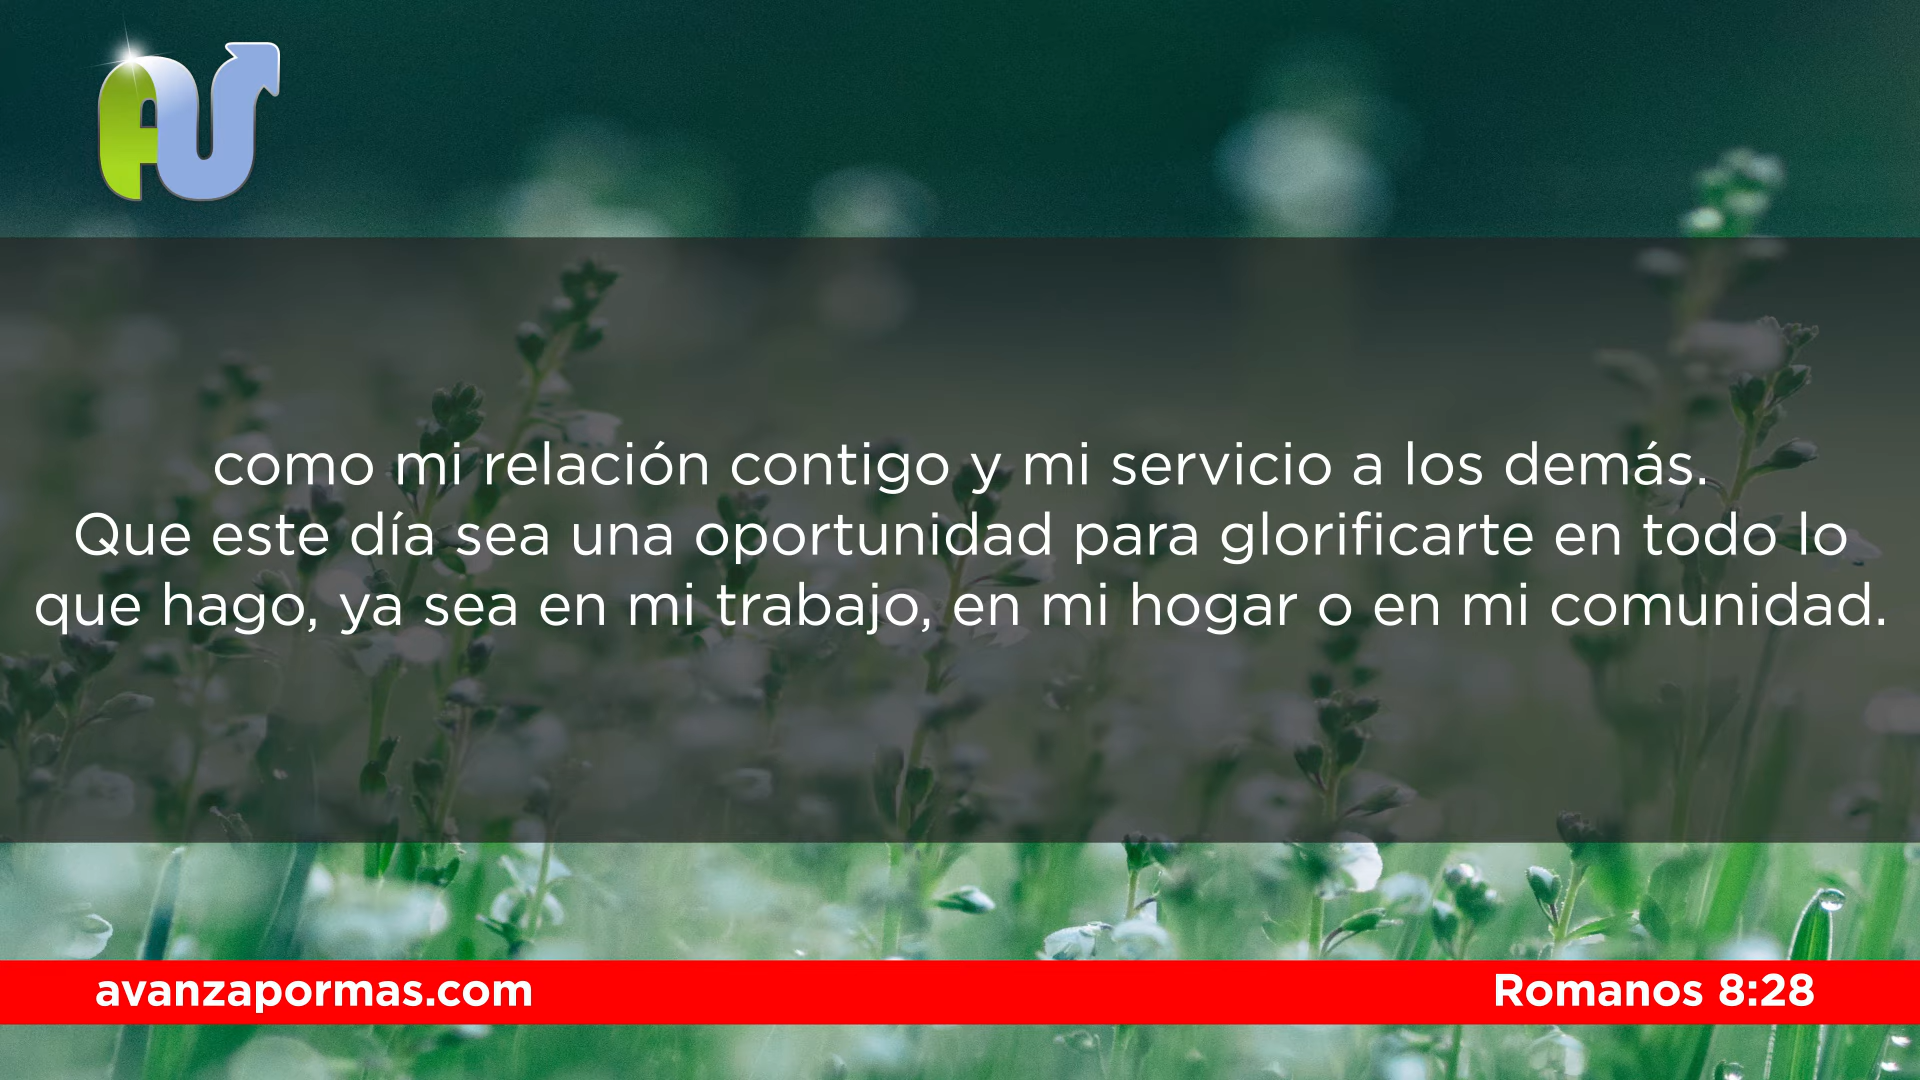 como mi relación contigo y mi servicio a los demás.
Que este día sea una oportunidad para glorificarte en todo lo
que hago, ya sea en mi trabajo, en mi hogar o en mi comunidad.
avanzapormas.com
Romanos 8:28